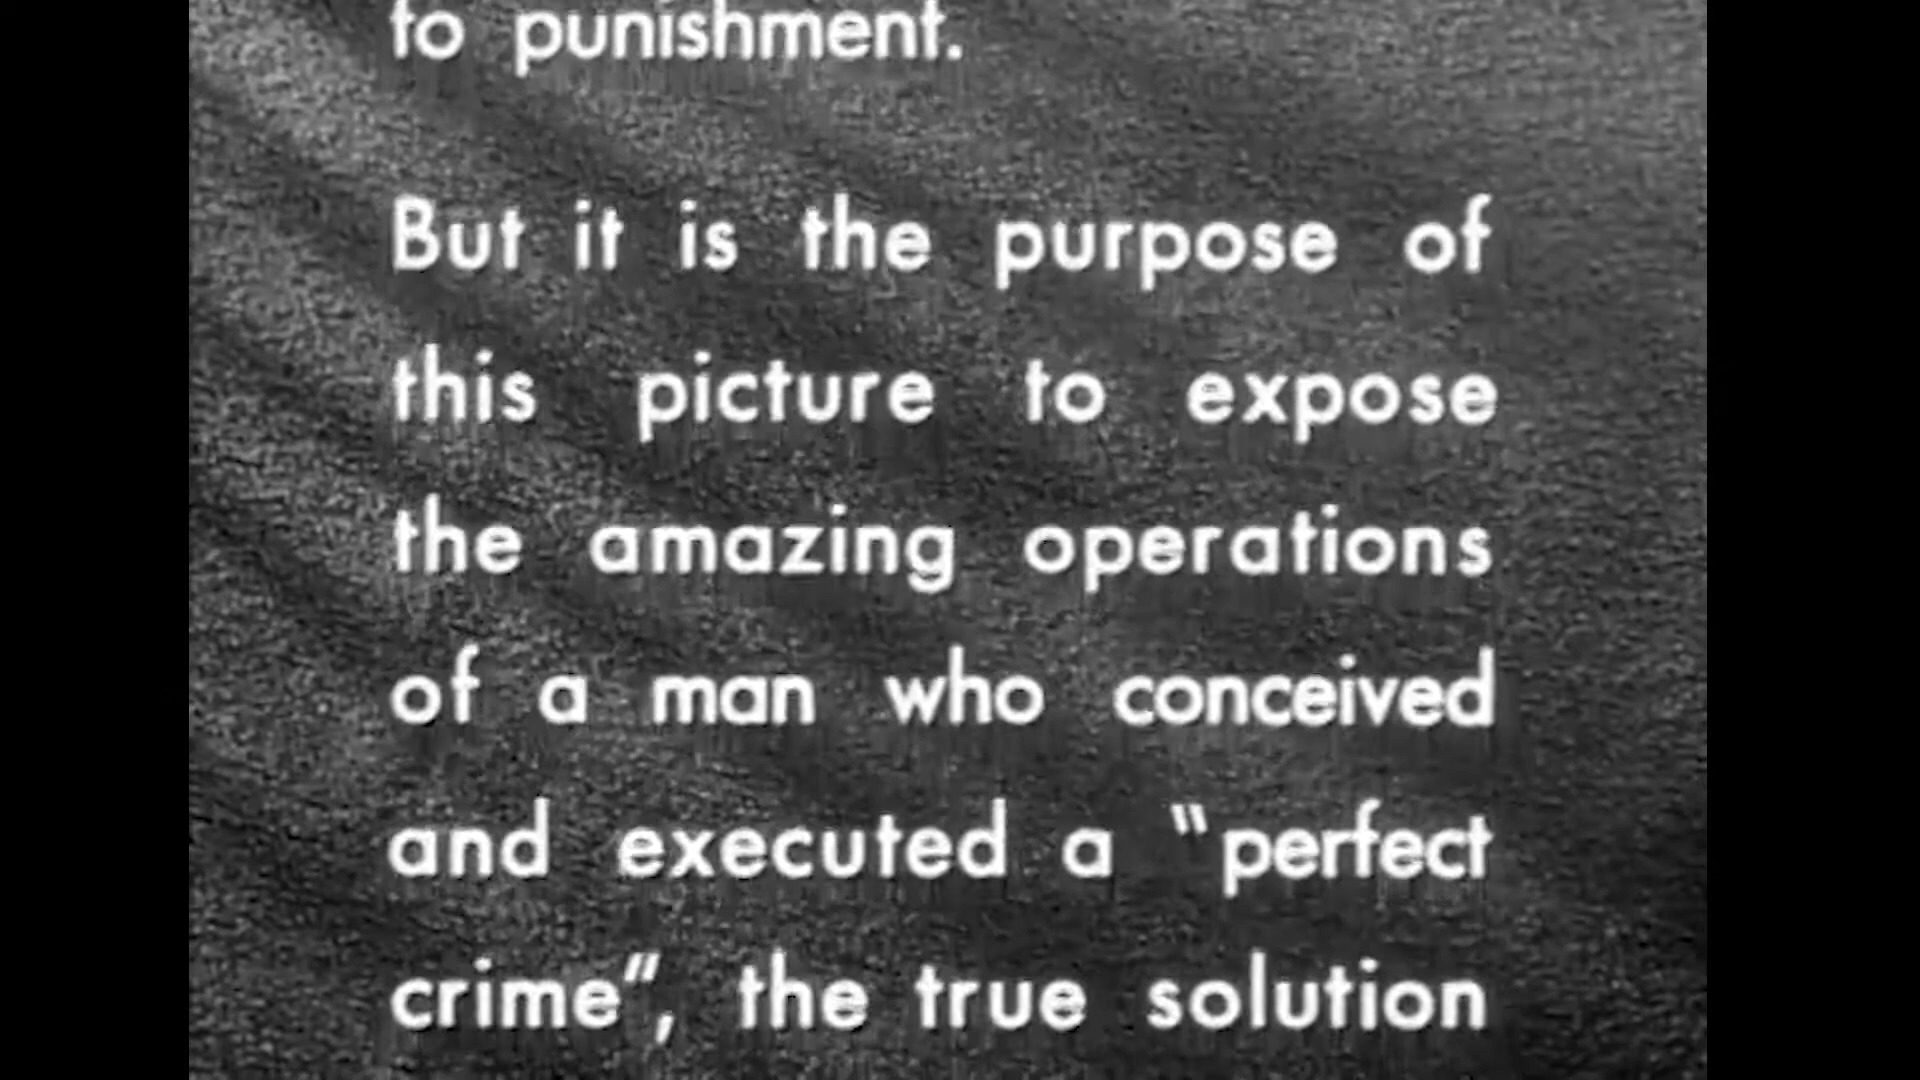 to punishment.
But it is the purpose of
this picture to expose
the amazing operations
of a man who conceived
and executed a "perfect
crime", the true solution